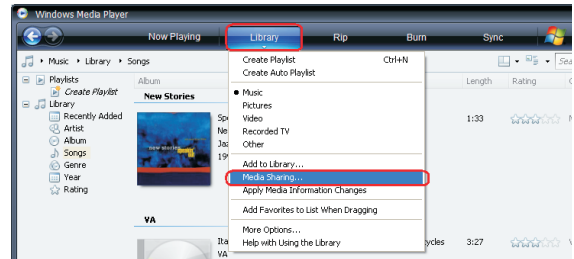 Windows Media Player
Now Playing Library Rip Burn Sync
Music Library Songs
Playlists
Create Playlist
Library
Recently Added
Artist
Album
Songs
Genre
Year
Rating
Album Length Rating
New Stories
1:33
VA
3:27
VA
Create Playlist Ctrl+N
Create Auto Playlist
Music
Pictures
Video
Recorded TV
Other
Add to Library...
Media Sharing...
Apply Media Information Changes
Add Favorites to List When Dragging
More Options...
Help with Using the Library